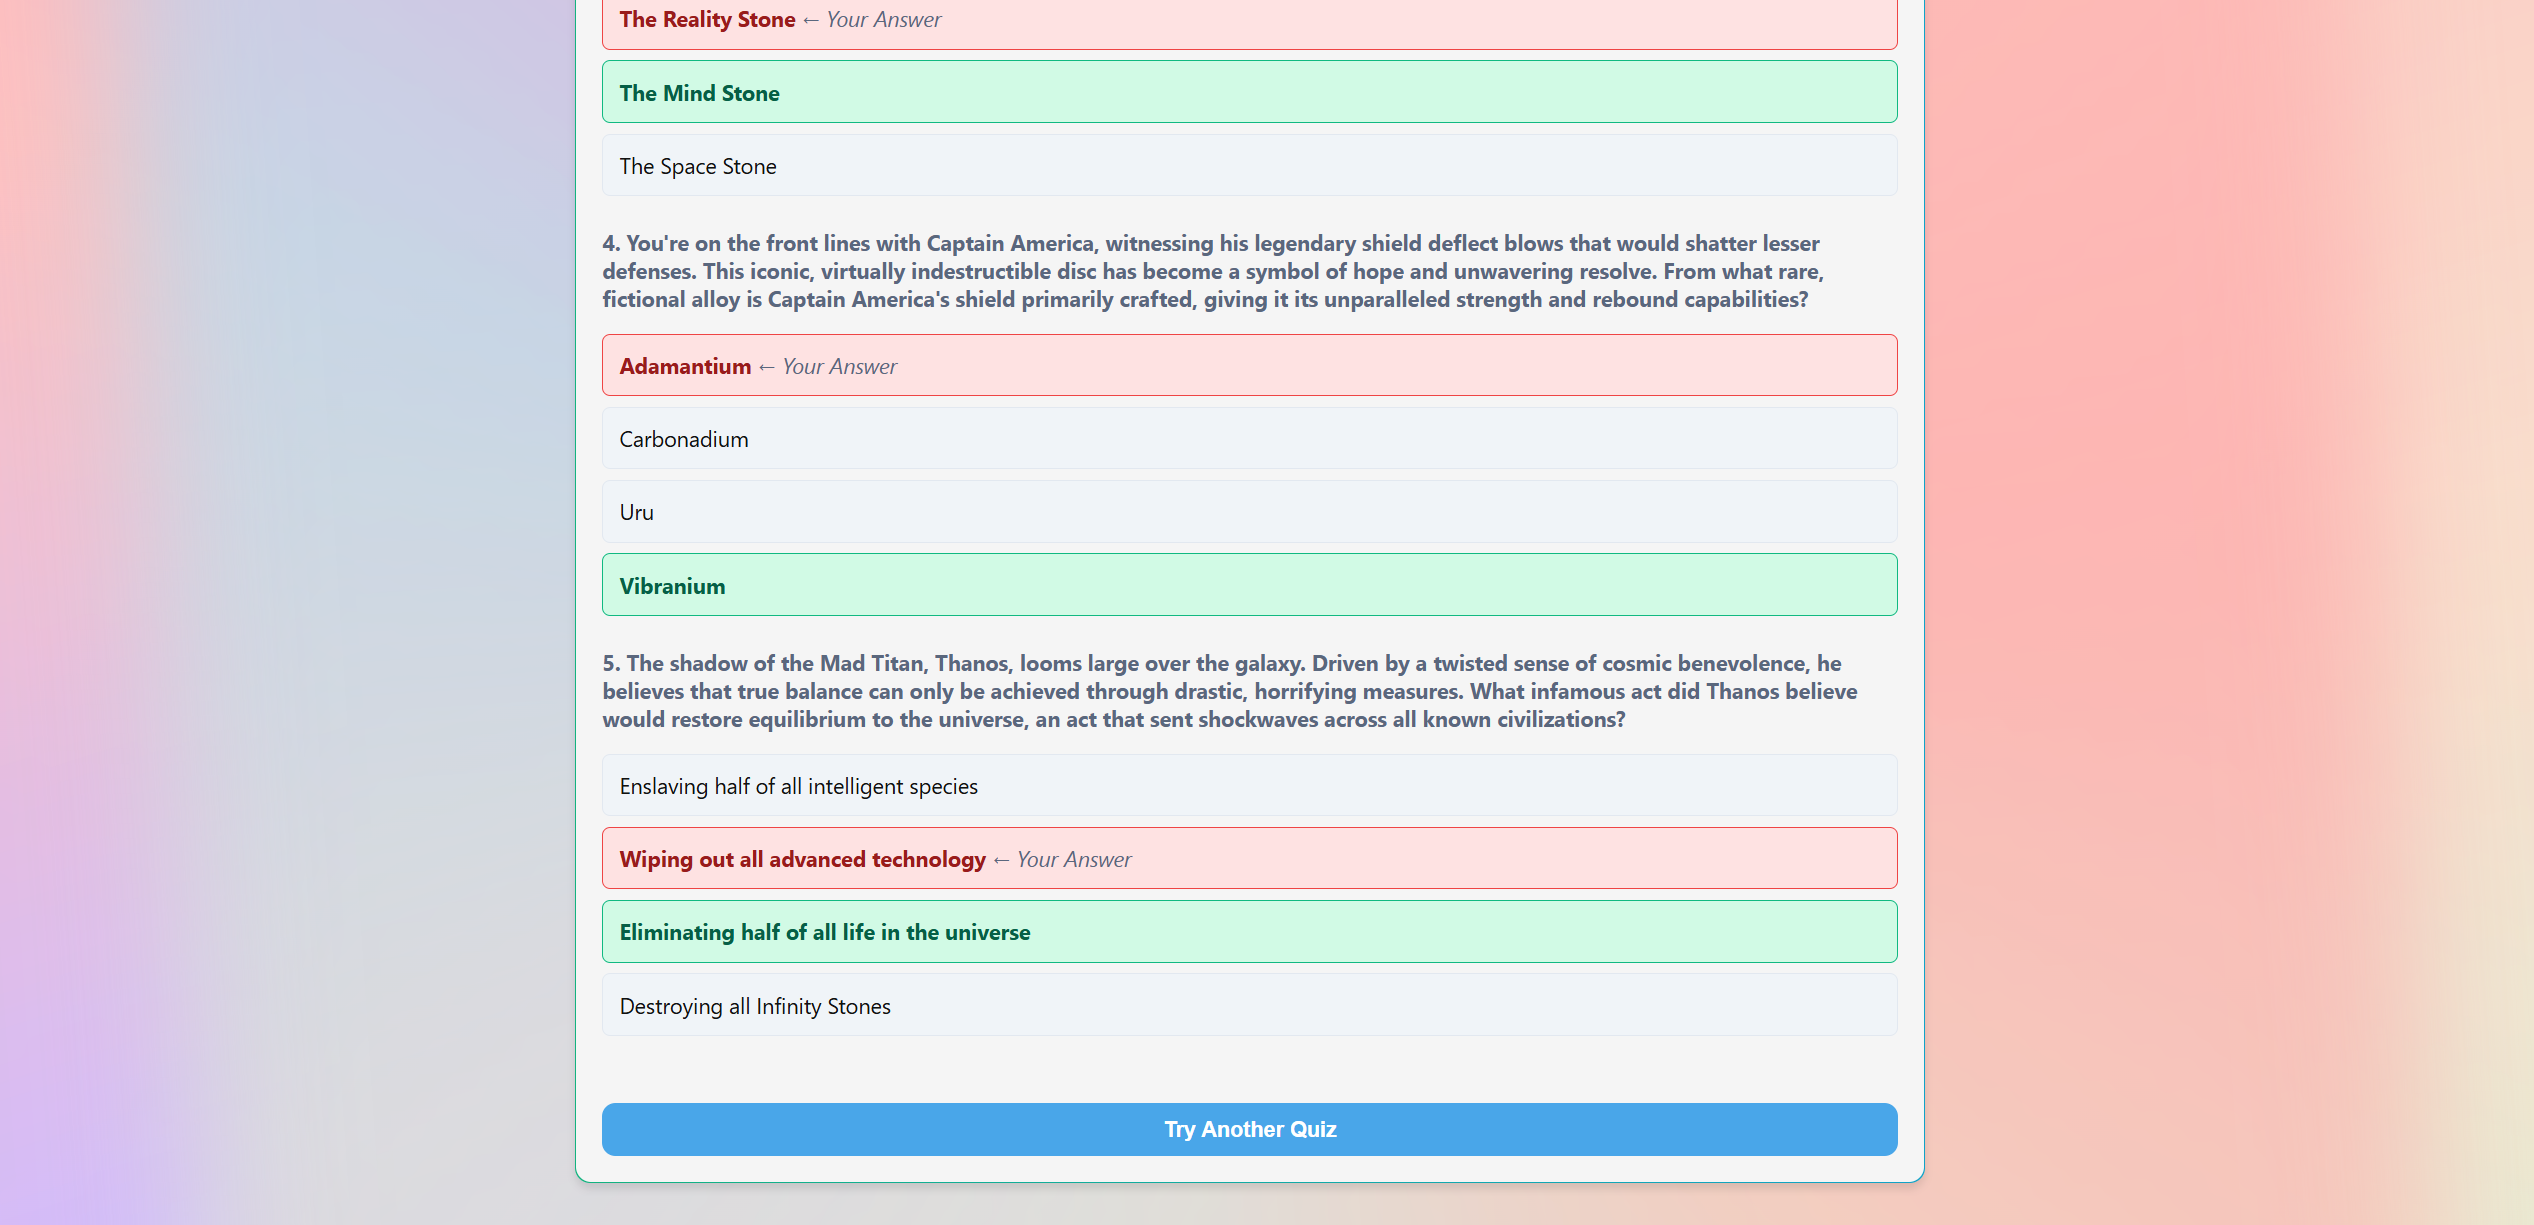 The Reality Stone ← Your Answer
The Mind Stone
The Space Stone
4. You're on the front lines with Captain America, witnessing his legendary shield deflect blows that would shatter lesser
defenses. This iconic, virtually indestructible disc has become a symbol of hope and unwavering resolve. From what rare,
fictional alloy is Captain America's shield primarily crafted, giving it its unparalleled strength and rebound capabilities?
Adamantium ← Your Answer
Carbonadium
Uru
Vibranium
5. The shadow of the Mad Titan, Thanos, looms large over the galaxy. Driven by a twisted sense of cosmic benevolence, he
believes that true balance can only be achieved through drastic, horrifying measures. What infamous act did Thanos believe
would restore equilibrium to the universe, an act that sent shockwaves across all known civilizations?
Enslaving half of all intelligent species
Wiping out all advanced technology ← Your Answer
Eliminating half of all life in the universe
Destroying all Infinity Stones
Try Another Quiz